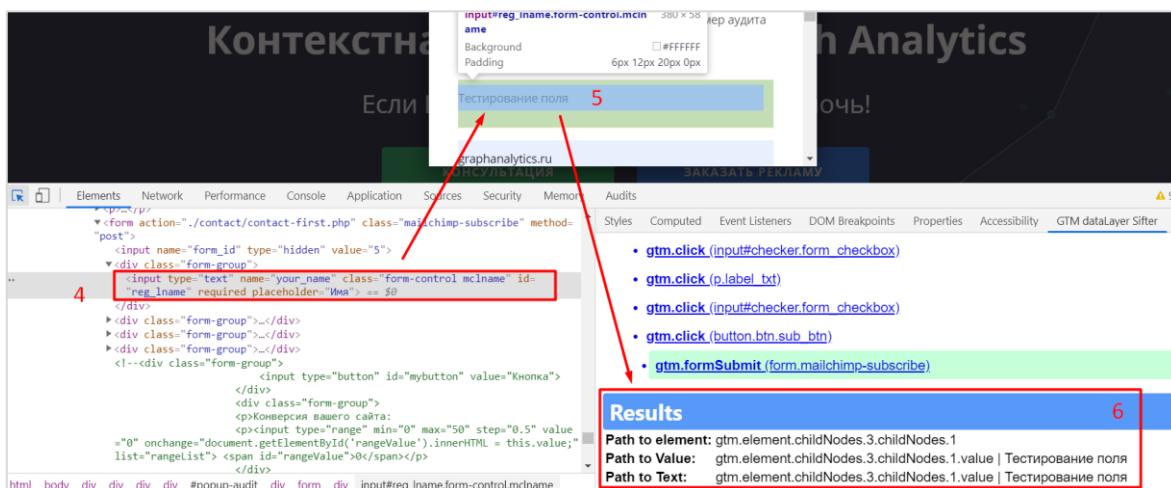 input#reg_lname.form-control.mcln 380 × 58
ame
Background #FFFFFF
Padding 6px 12px 20px 0px
мер аудита
Контекстна h Analytics
Тестирование поля 5
Если очь!
graphanalytics.ru
КОНСУЛЬТАЦИЯ ЗАКАЗАТЬ РЕКЛАМУ
Elements Network Performance Console Application Sources Security Memory Audits
<form action="./contact/contact-first.php" class="mailchimp-subscribe" method=
"post">
<input name="form_id" type="hidden" value="5">
<div class="form-group">
<input type="text" name="your_name" class="form-control mclname" id=
"reg_lname" required placeholder="Имя"> == $0
4
</div>
<div class="form-group">…</div>
<div class="form-group">…</div>
<div class="form-group">…</div>
<!--<div class="form-group">
<input type="button" id="mybutton" value="Кнопка">
</div>
<div class="form-group">
<p>Конверсия вашего сайта:
<p><input type="range" min="0" max="50" step="0.5" value
="0" onchange="document.getElementById('rangeValue').innerHTML = this.value;"
list="rangeList"> <span id="rangeValue">0</span></p>
</div>
html body div div div div #popup-audit div form div input#reg_lname.form-control.mclname
Styles Computed Event Listeners DOM Breakpoints Properties Accessibility GTM dataLayer Sifter
• gtm.click (input#checker.form_checkbox)
• gtm.click (p.label_txt)
• gtm.click (input#checker.form_checkbox)
• gtm.click (button.btn.sub_btn)
• gtm.formSubmit (form.mailchimp-subscribe)
Results 6
Path to element: gtm.element.childNodes.3.childNodes.1
Path to Value: gtm.element.childNodes.3.childNodes.1.value | Тестирование поля
Path to Text: gtm.element.childNodes.3.childNodes.1.value | Тестирование поля